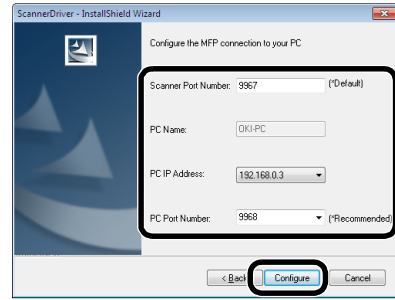 ScannerDriver - InstallShield Wizard
Configure the MFP connection to your PC
Scanner Port Number: 9967 (*Default)
PC Name: OKI-PC
PC IP Address: 192.168.0.3
PC Port Number: 9968 (*Recommended)
< Back Configure Cancel